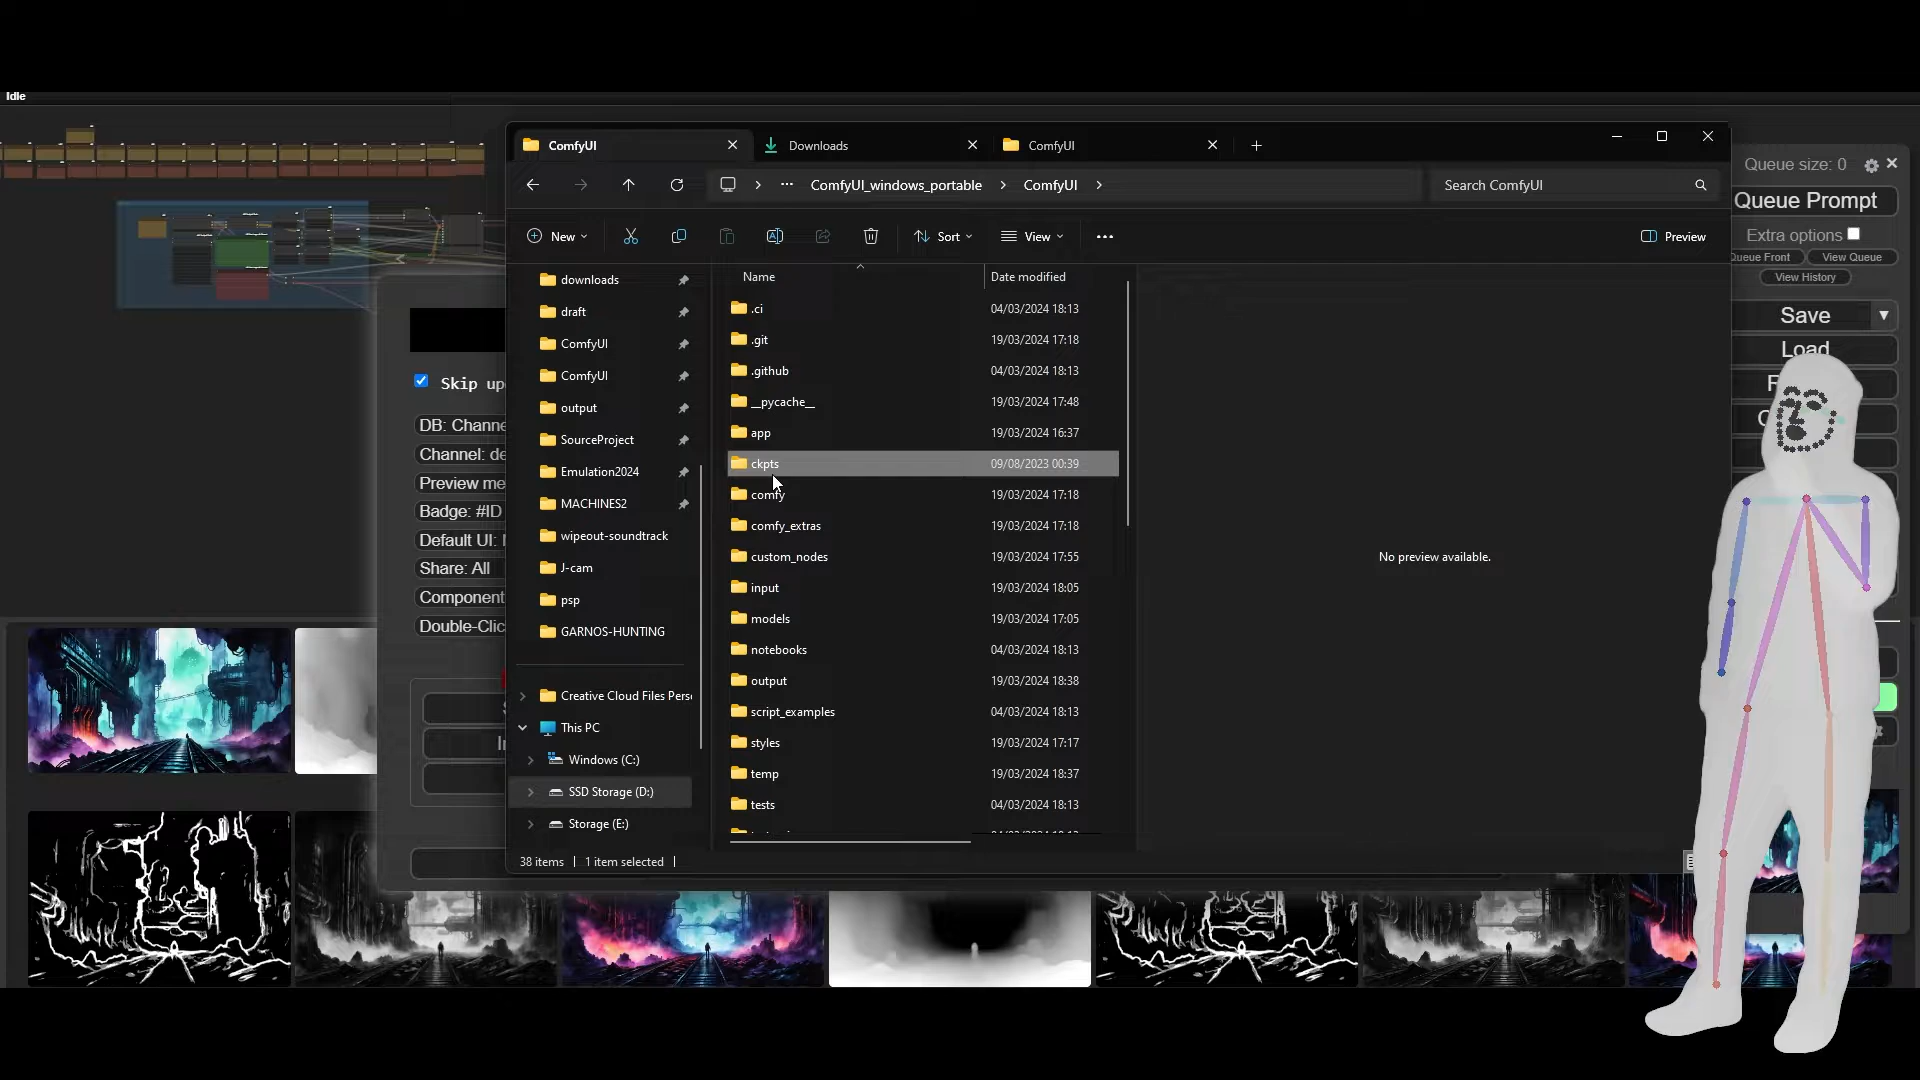 Idle
ComfyUI
Downloads
ComfyUI
ComfyUI_windows_portable
ComfyUI
Search ComfyUI
New
Sort
View
Preview
Name
Date modified
downloads
draft
ComfyUI
ComfyUI
output
SourceProject
Emulation2024
MACHINES2
wipeout-soundtrack
J-cam
psp
GARNOS-HUNTING
Creative Cloud Files Perso
This PC
Windows (C:)
SSD Storage (D:)
Storage (E:)
.ci 04/03/2024 18:13
.git 19/03/2024 17:18
.github 04/03/2024 18:13
__pycache__ 19/03/2024 17:48
app 19/03/2024 16:37
ckpts 09/08/2023 00:39
comfy 19/03/2024 17:18
comfy_extras 19/03/2024 17:18
custom_nodes 19/03/2024 17:55
input 19/03/2024 18:05
models 19/03/2024 17:05
notebooks 04/03/2024 18:13
output 19/03/2024 18:38
script_examples 04/03/2024 18:13
styles 19/03/2024 17:17
temp 19/03/2024 18:37
tests 04/03/2024 18:13
No preview available.
38 items
1 item selected
Skip up
DB: Channe
Channel: de
Preview me
Badge: #ID
Default UI:
Share: All
Component
Double-Clic
Queue size: 0
Queue Prompt
Extra options
Queue Front
View Queue
View History
Save
Load